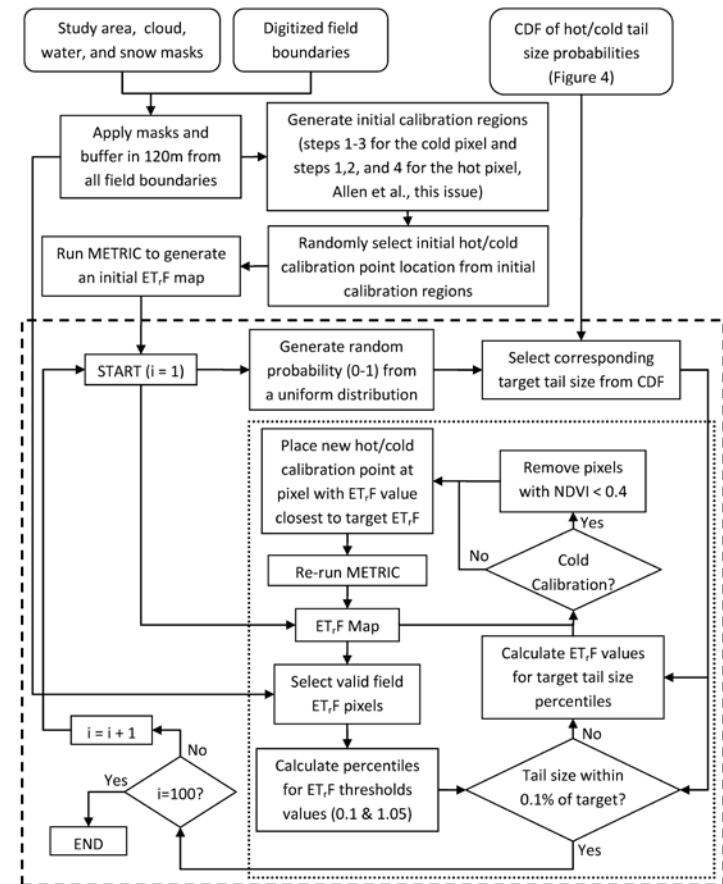 Study area, cloud,
water, and snow masks
Digitized field
boundaries
CDF of hot/cold tail
size probabilities
(Figure 4)
Apply masks and
buffer in 120m from
all field boundaries
Generate initial calibration regions
(steps 1-3 for the cold pixel and
steps 1,2, and 4 for the hot pixel,
Allen et al., this issue)
Run METRIC to generate
an initial ETᵣF map
Randomly select initial hot/cold
calibration point location from initial
calibration regions
START (i = 1)
Generate random
probability (0-1) from
a uniform distribution
Select corresponding
target tail size from CDF
Place new hot/cold
calibration point at
pixel with ETᵣF value
closest to target ETᵣF
Remove pixels
with NDVI < 0.4
Yes
No
Cold
Calibration?
Re-run METRIC
ETᵣF Map
Calculate ETᵣF values
for target tail size
percentiles
Select valid field
ETᵣF pixels
i = i + 1
No
No
Calculate percentiles
for ETᵣF thresholds
values (0.1 & 1.05)
Tail size within
0.1% of target?
Yes
i=100?
END
Yes